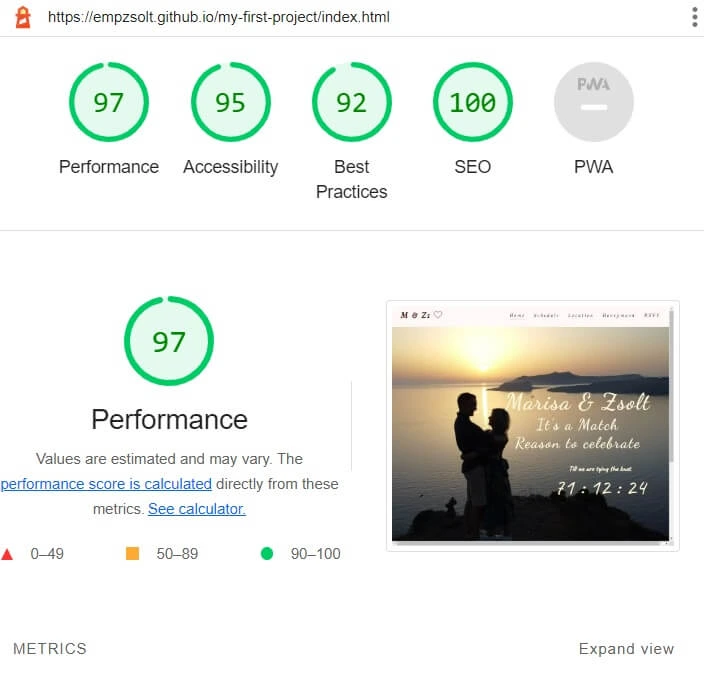 https://empzsolt.github.io/my-first-project/index.html
97 95 92 100 PWA
Performance Accessibility Best Practices SEO PWA
97
Performance
Values are estimated and may vary. The
performance score is calculated directly from these
metrics. See calculator.
0–49 50–89 90–100
M & Zs
Home Schedule Location Honeymoon RSVP
Marisa & Zsolt
It's a Match
Reason to celebrate
Till we are tying the knot
71 : 12 : 24
METRICS Expand view